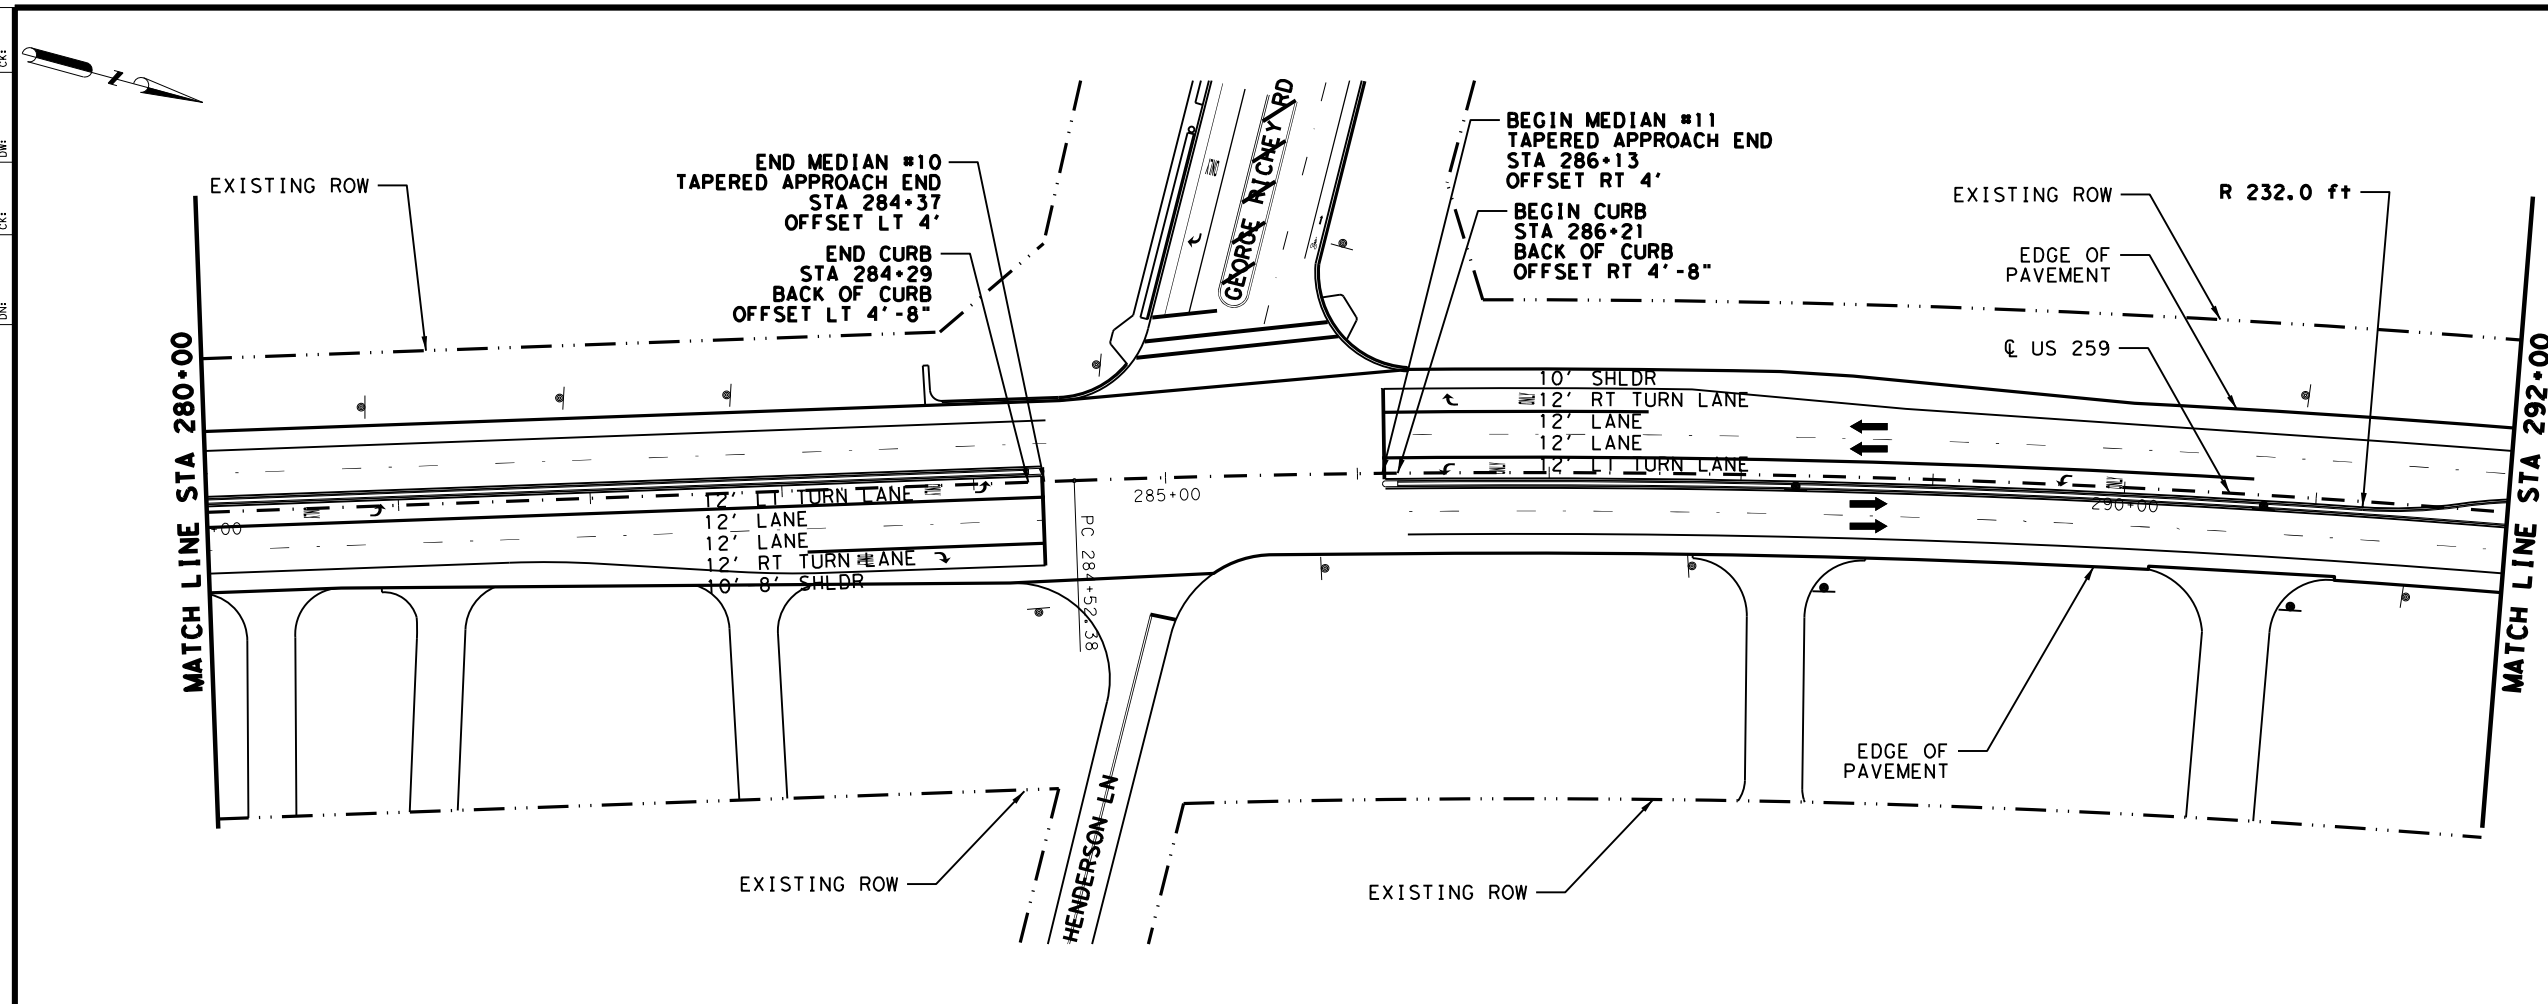 CK:
DW:
CK:
DN:
N
EXISTING ROW
END MEDIAN #10
TAPERED APPROACH END
STA 284+37
OFFSET LT 4'
END CURB
STA 284+29
BACK OF CURB
OFFSET LT 4'-8"
GEORGE RICHEY RD
BEGIN MEDIAN #11
TAPERED APPROACH END
STA 286+13
OFFSET RT 4'
BEGIN CURB
STA 286+21
BACK OF CURB
OFFSET RT 4'-8"
EXISTING ROW
R 232.0 ft
EDGE OF
PAVEMENT
℄ US 259
MATCH LINE STA 280+00
MATCH LINE STA 292+00
10' SHLDR
12' RT TURN LANE
12' LANE
12' LANE
12' LT TURN LANE
12' LT TURN LANE
12' LANE
12' LANE
12' RT TURN LANE
10'-8' SHLDR
+00
285+00
290+00
PC 284+52.38
HENDERSON LN
EDGE OF
PAVEMENT
EXISTING ROW
EXISTING ROW